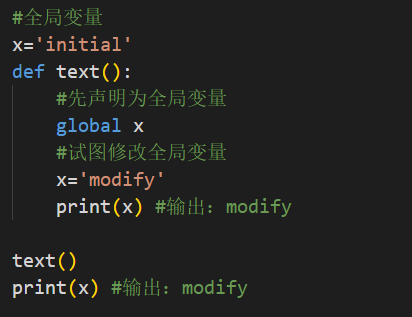 #全局变量
x='initial'
def text():
    #先声明为全局变量
    global x
    #试图修改全局变量
    x='modify'
    print(x) #输出：modify

text()
print(x) #输出：modify